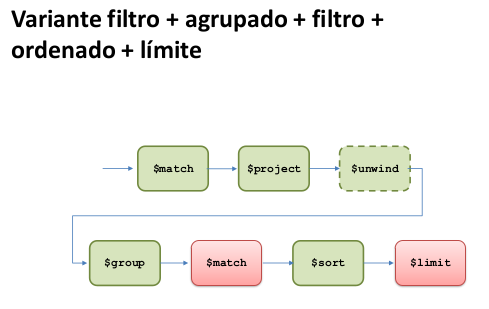 Variante filtro + agrupado + filtro +
ordenado + límite
$match
$project
$unwind
$group
$match
$sort
$limit